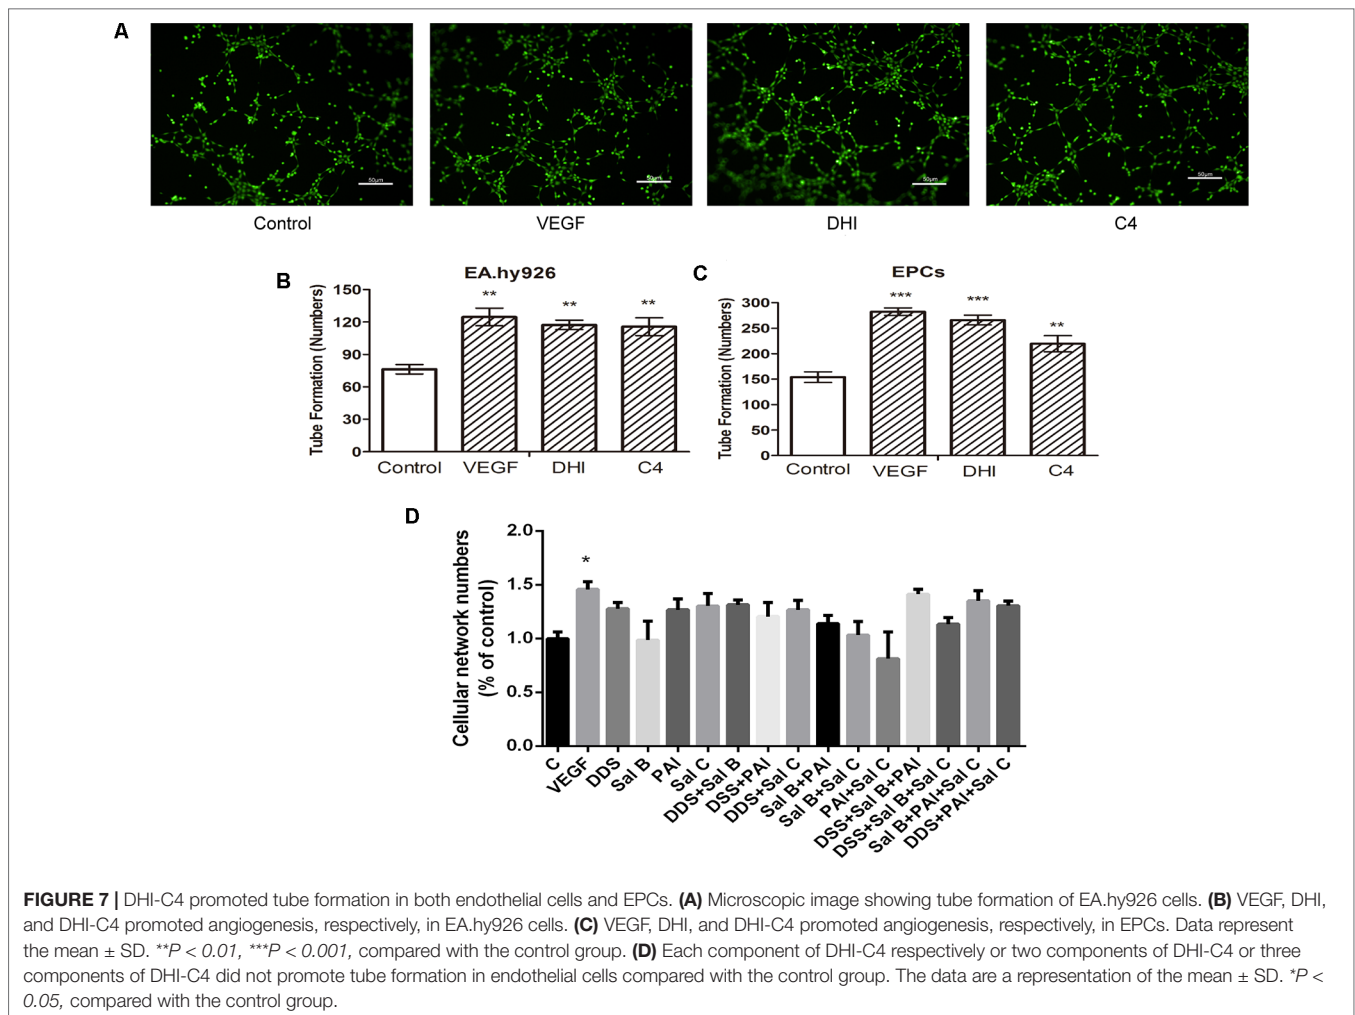 A
50μm
50μm
50μm
50μm
Control
VEGF
DHI
C4
B
EA.hy926
Tube Formation (Numbers)
150
120
90
60
30
0
**
**
**
Control
VEGF
DHI
C4
C
EPCs
Tube Formation (Numbers)
300
250
200
150
100
50
0
***
***
**
Control
VEGF
DHI
C4
D
Cellular network numbers
(% of control)
2.0
1.5
1.0
0.5
0.0
*
C
VEGF
DDS
Sal B
PAI
Sal C
DDS+Sal B
DSS+PAI
DDS+Sal C
Sal B+PAI
Sal B+Sal C
PAI+Sal C
DSS+Sal B+PAI
DSS+Sal B+Sal C
Sal B+PAI+Sal C
DDS+PAI+Sal C
FIGURE 7 | DHI-C4 promoted tube formation in both endothelial cells and EPCs. (A) Microscopic image showing tube formation of EA.hy926 cells. (B) VEGF, DHI,
and DHI-C4 promoted angiogenesis, respectively, in EA.hy926 cells. (C) VEGF, DHI, and DHI-C4 promoted angiogenesis, respectively, in EPCs. Data represent
the mean ± SD. **P < 0.01, ***P < 0.001, compared with the control group. (D) Each component of DHI-C4 respectively or two components of DHI-C4 or three
components of DHI-C4 did not promote tube formation in endothelial cells compared with the control group. The data are a representation of the mean ± SD. *P <
0.05, compared with the control group.